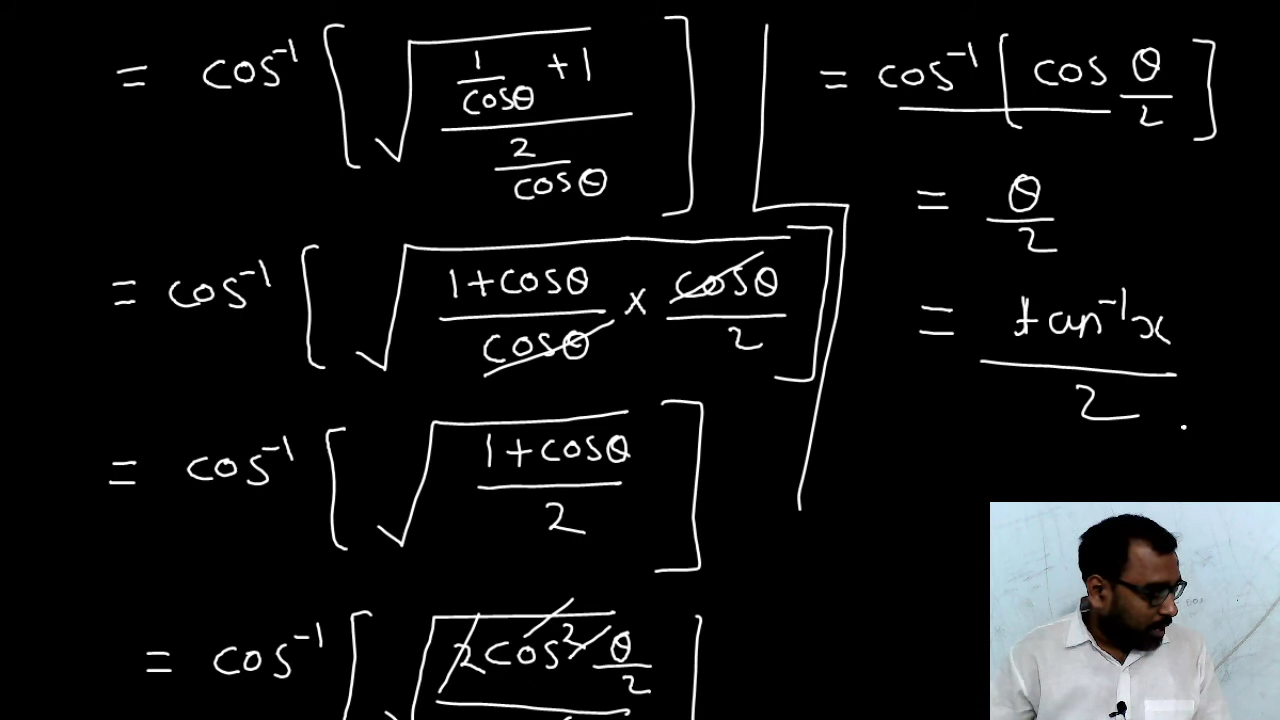 = cos⁻¹ [ √( (1/cosθ + 1) / (2/cosθ) ) ]
= cos⁻¹ [ √( (1+cosθ)/cosθ × cosθ/2 ) ]
= cos⁻¹ [ √( (1+cosθ)/2 ) ]
= cos⁻¹ [ √( 2cos² θ/2
= cos⁻¹ [ cos θ/2 ]
= θ/2
= tan⁻¹x / 2 .